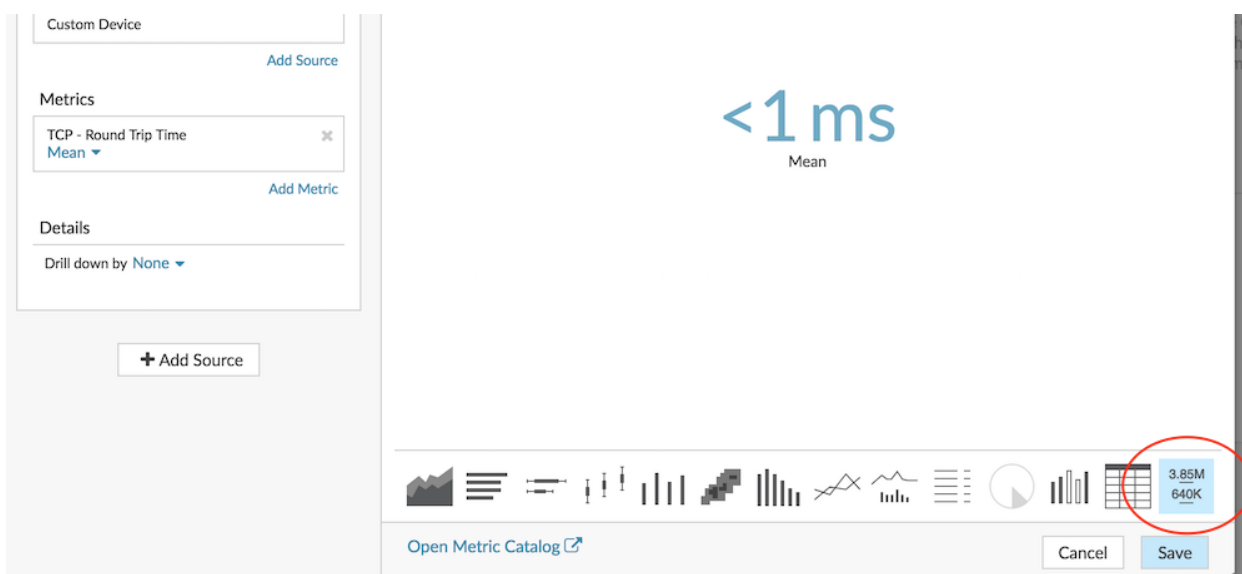 Custom Device
Add Source
Metrics
TCP - Round Trip Time
Mean
Add Metric
Details
Drill down by None
+ Add Source
<1 ms
Mean
3.85M
640K
Open Metric Catalog
Cancel
Save